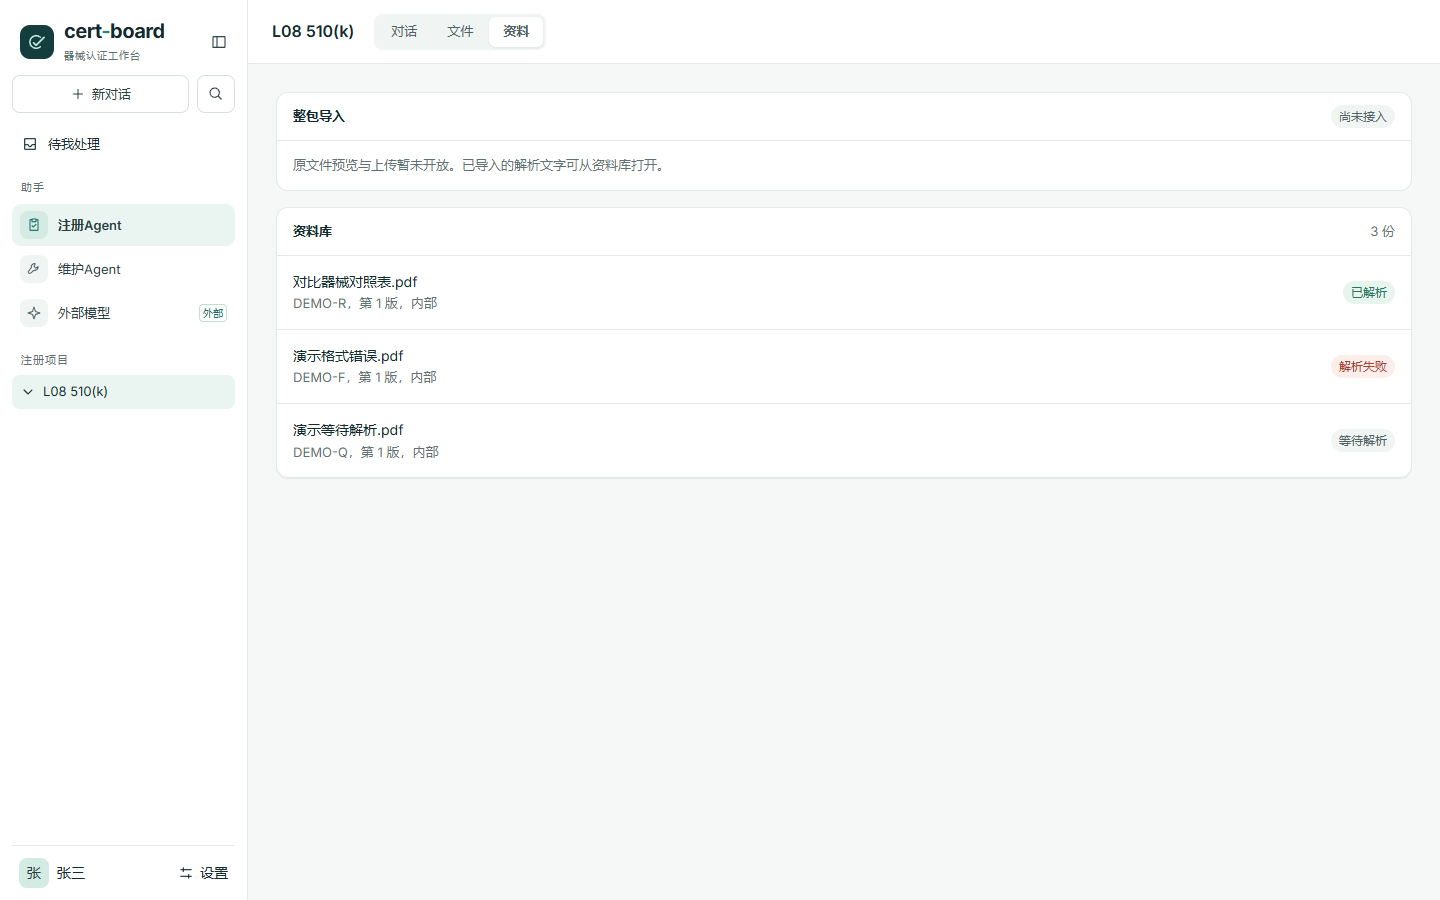 cert-board
器械认证工作台
新对话
待我处理
助手
注册Agent
维护Agent
外部模型 外部
注册项目
L08 510(k)
张 张三 设置
L08 510(k) 对话 文件 资料
整包导入 尚未接入
原文件预览与上传暂未开放。已导入的解析文字可从资料库打开。
资料库 3 份
对比器械对照表.pdf
DEMO-R，第 1 版，内部 已解析
演示格式错误.pdf
DEMO-F，第 1 版，内部 解析失败
演示等待解析.pdf
DEMO-Q，第 1 版，内部 等待解析